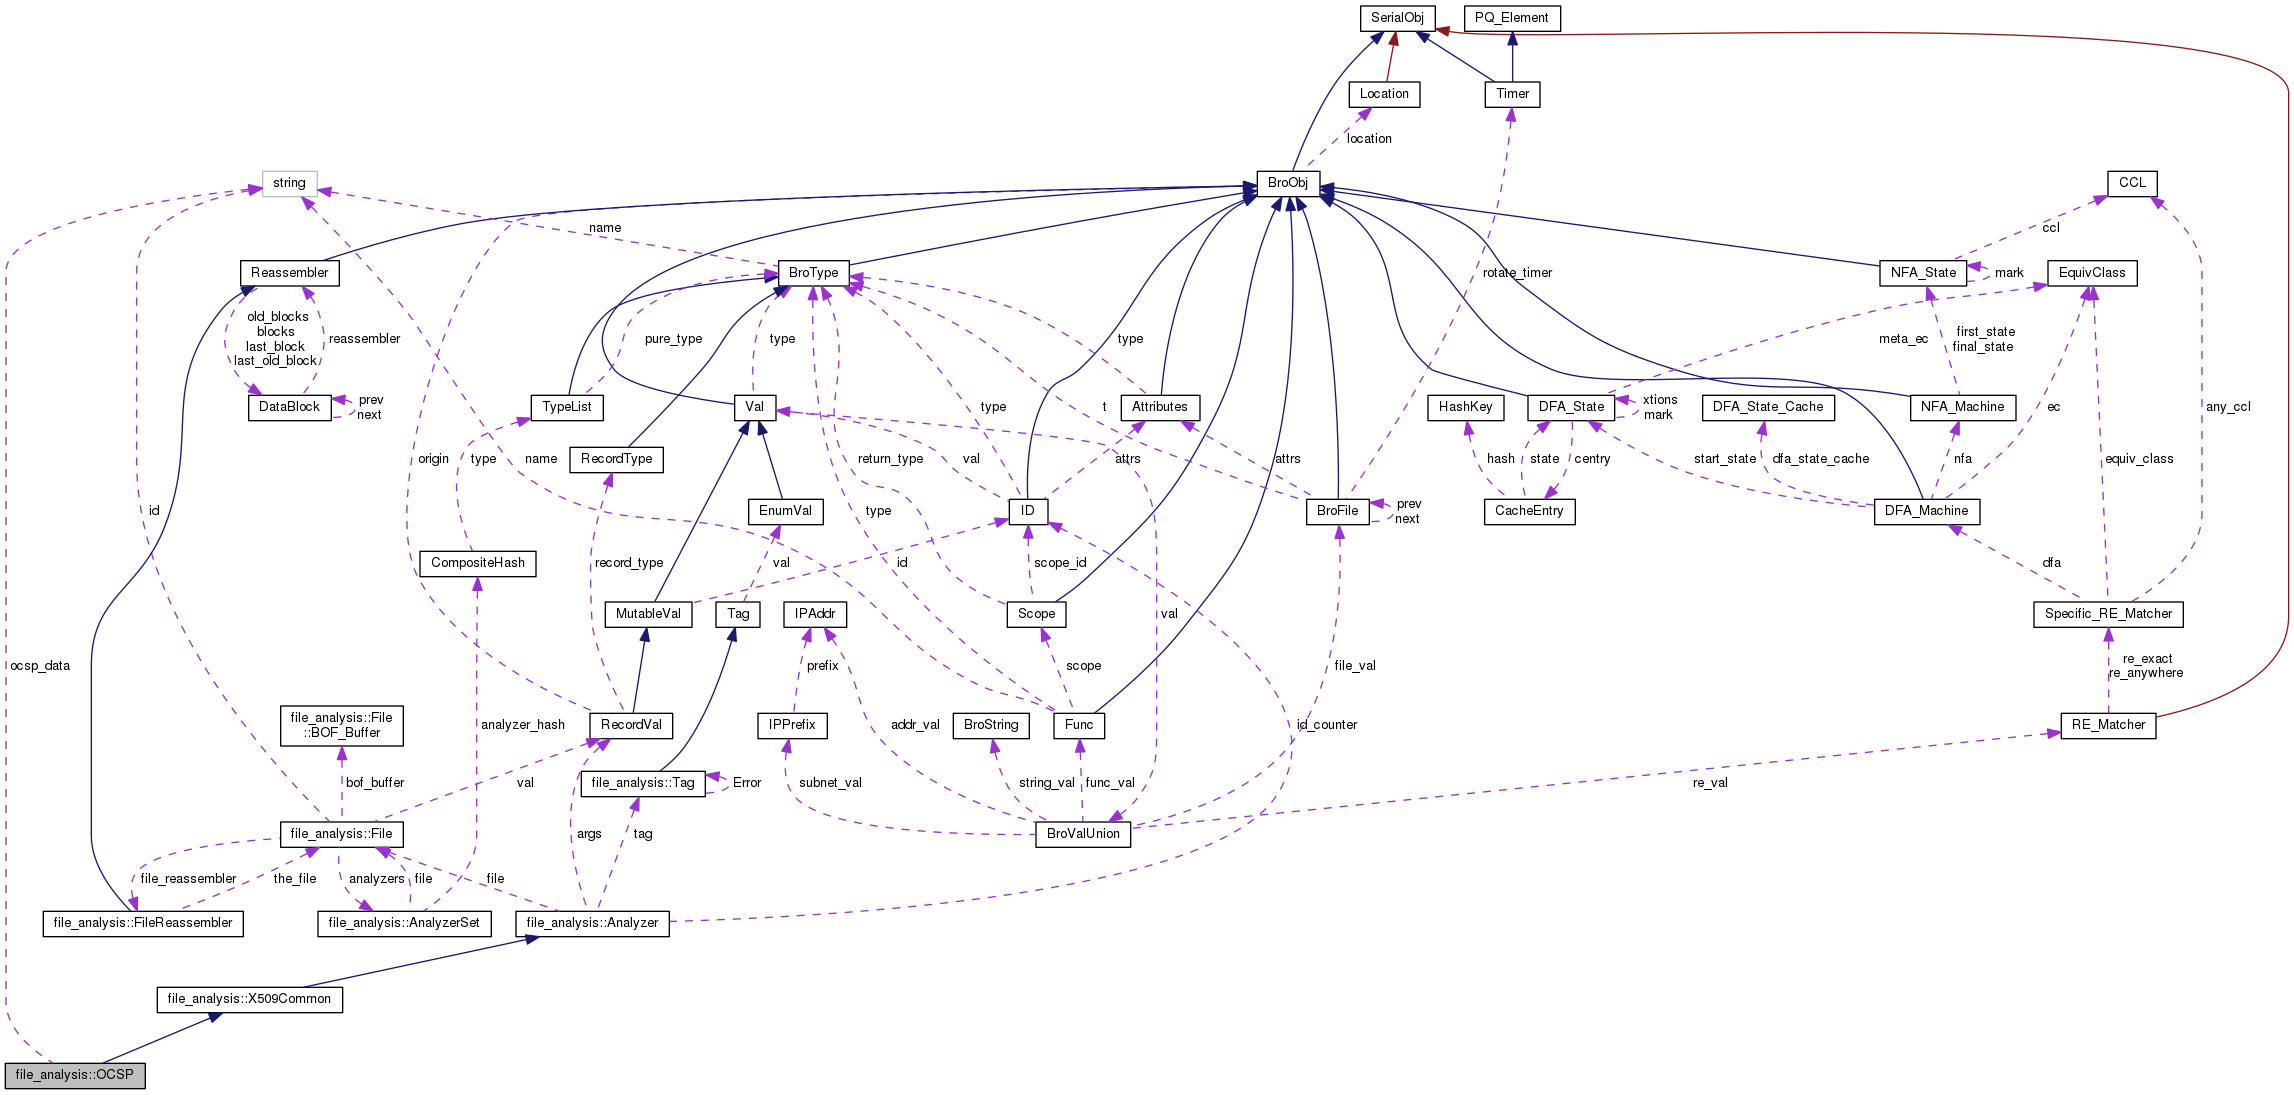 SerialObj
PQ_Element
Location
Timer
location
string
BroObj
CCL
name
ccl
Reassembler
BroType
rotate_timer
NFA_State
mark
EquivClass
old_blocks
blocks
last_block
last_old_block
reassembler
pure_type
type
type
meta_ec
first_state
final_state
DataBlock
prev
next
TypeList
Val
type
Attributes
t
HashKey
DFA_State
xtions
mark
DFA_State_Cache
NFA_Machine
ec
any_ccl
origin
type
name
RecordType
return_type
val
attrs
attrs
hash
state
centry
start_state
dfa_state_cache
nfa
equiv_class
id
EnumVal
ID
BroFile
prev
next
CacheEntry
DFA_Machine
type
CompositeHash
record_type
val
id
scope_id
dfa
MutableVal
Tag
IPAddr
Scope
val
Specific_RE_Matcher
ocsp_data
prefix
scope
file_val
re_exact
re_anywhere
file_analysis::File
::BOF_Buffer
analyzer_hash
RecordVal
IPPrefix
addr_val
BroString
Func
id_counter
RE_Matcher
bof_buffer
val
file_analysis::Tag
Error
subnet_val
string_val
func_val
re_val
file_analysis::File
args
tag
BroValUnion
file_reassembler
the_file
analyzers
file
file
file_analysis::FileReassembler
file_analysis::AnalyzerSet
file_analysis::Analyzer
file_analysis::X509Common
file_analysis::OCSP